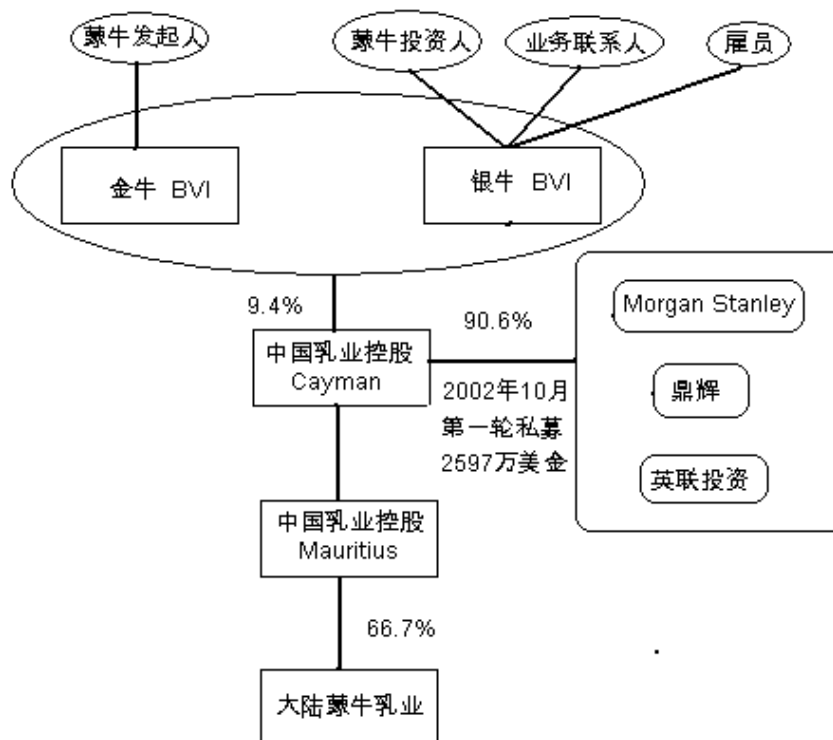 蒙牛发起人
蒙牛投资人
业务联系人
雇员
金牛 BVI
银牛 BVI
9.4%
90.6%
Morgan Stanley
中国乳业控股
Cayman
2002年10月
第一轮私募
2597万美金
鼎辉
英联投资
中国乳业控股
Mauritius
66.7%
大陆蒙牛乳业